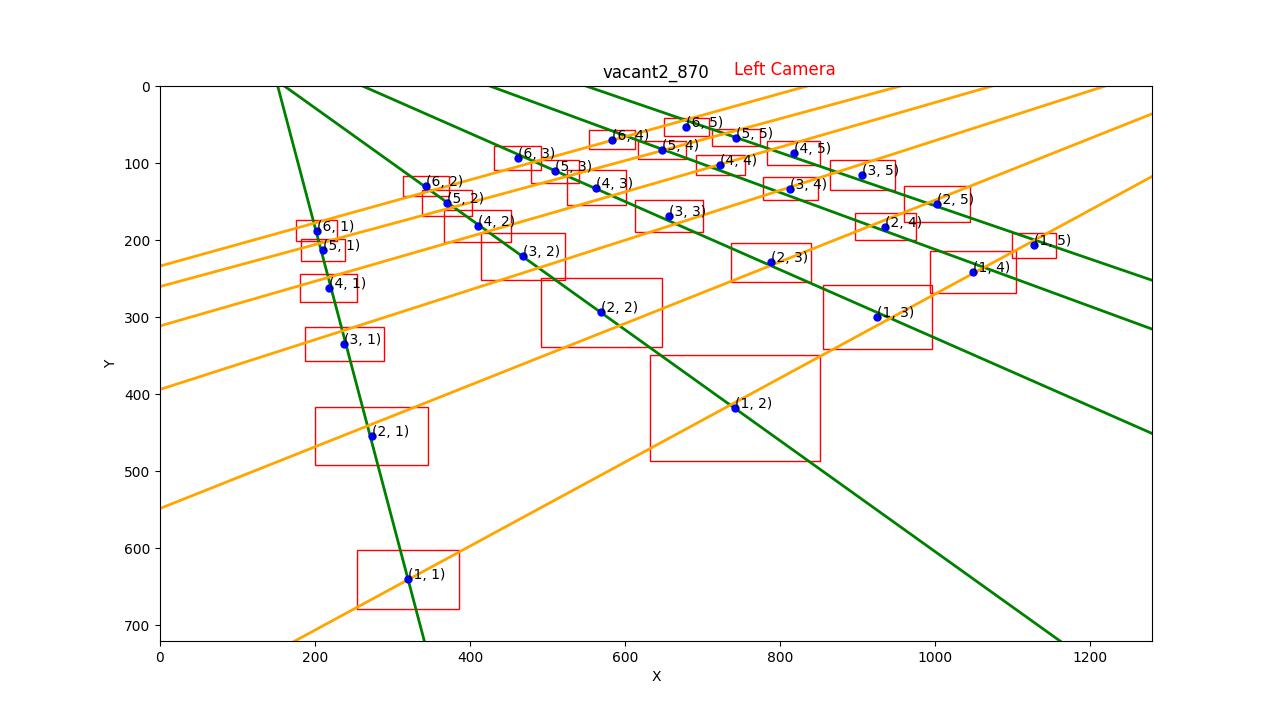 vacant2_870 Left Camera
0
(6, 5)
(6, 4) (5, 5)
(6, 3) (5, 4) (4, 5)
100
(5, 3) (4, 4) (3, 5)
(6, 2) (4, 3) (3, 4)
(5, 2) (2, 5)
(6, 1) (4, 2) (3, 3) (2, 4)
200
(5, 1) (3, 2) (2, 3) (1, 5)
(4, 1) (1, 4)
300
(3, 1) (2, 2) (1, 3)
Y
400
(2, 1) (1, 2)
500
600
(1, 1)
700
0 200 400 600 800 1000 1200
X